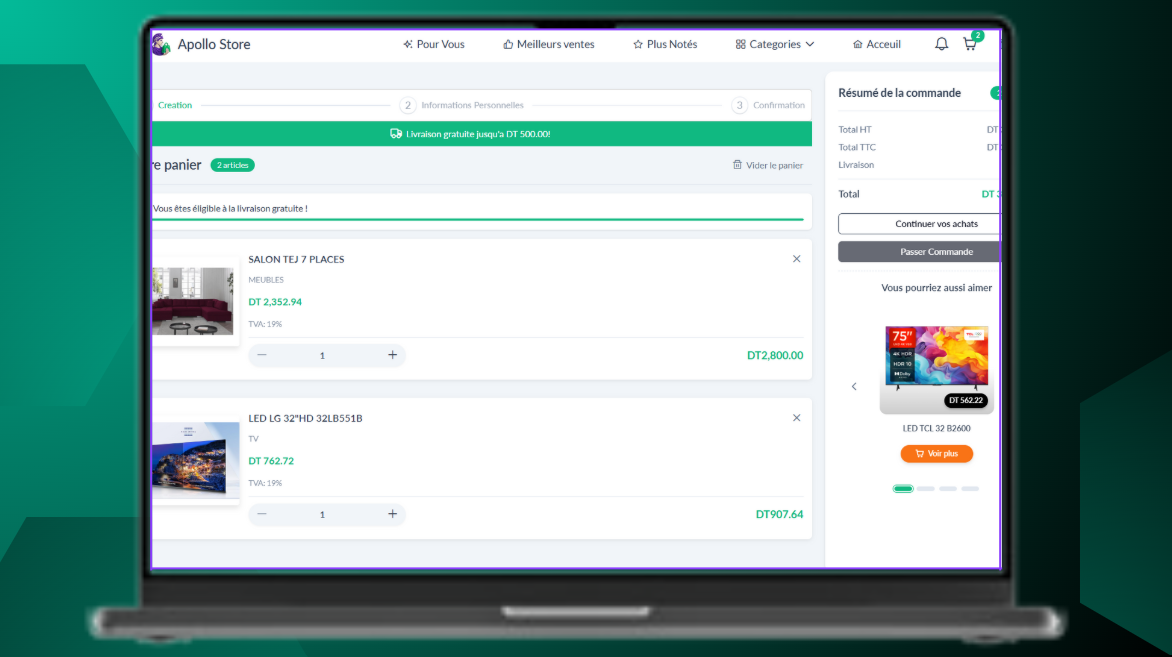 Apollo Store
Pour Vous
Meilleurs ventes
Plus Notés
Categories
Acceuil
2
Creation
2 Informations Personnelles
3 Confirmation
Livraison gratuite jusqu'a DT 500.00!
re panier
2 articles
Vider le panier
Vous êtes éligible à la livraison gratuite !
SALON TEJ 7 PLACES
MEUBLES
DT 2,352.94
TVA: 19%
1
DT2,800.00
LED LG 32"HD 32LB551B
TV
DT 762.72
TVA: 19%
1
DT907.64
Résumé de la commande
Total HT
DT
Total TTC
DT
Livraison
Total
DT
Continuer vos achats
Passer Commande
Vous pourriez aussi aimer
75"
4K HDR
HDR 10
DT 562.22
LED TCL 32 B2600
Voir plus